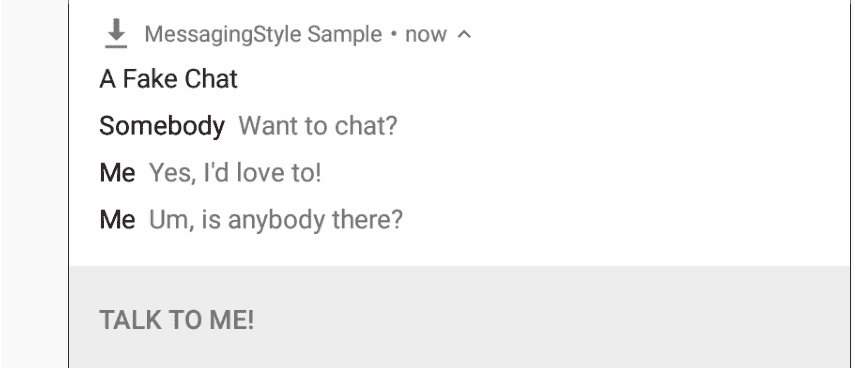 MessagingStyle Sample • now
A Fake Chat
Somebody Want to chat?
Me Yes, I'd love to!
Me Um, is anybody there?
TALK TO ME!